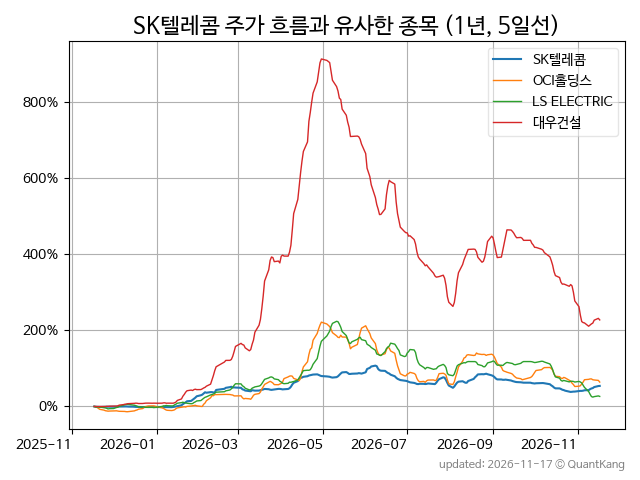 SK텔레콤 주가 흐름과 유사한 종목 (1년, 5일선)
SK텔레콤
OCI홀딩스
LS ELECTRIC
대우건설
800%
600%
400%
200%
0%
2025-11 2026-01 2026-03 2026-05 2026-07 2026-09 2026-11
updated: 2026-11-17 © QuantKang